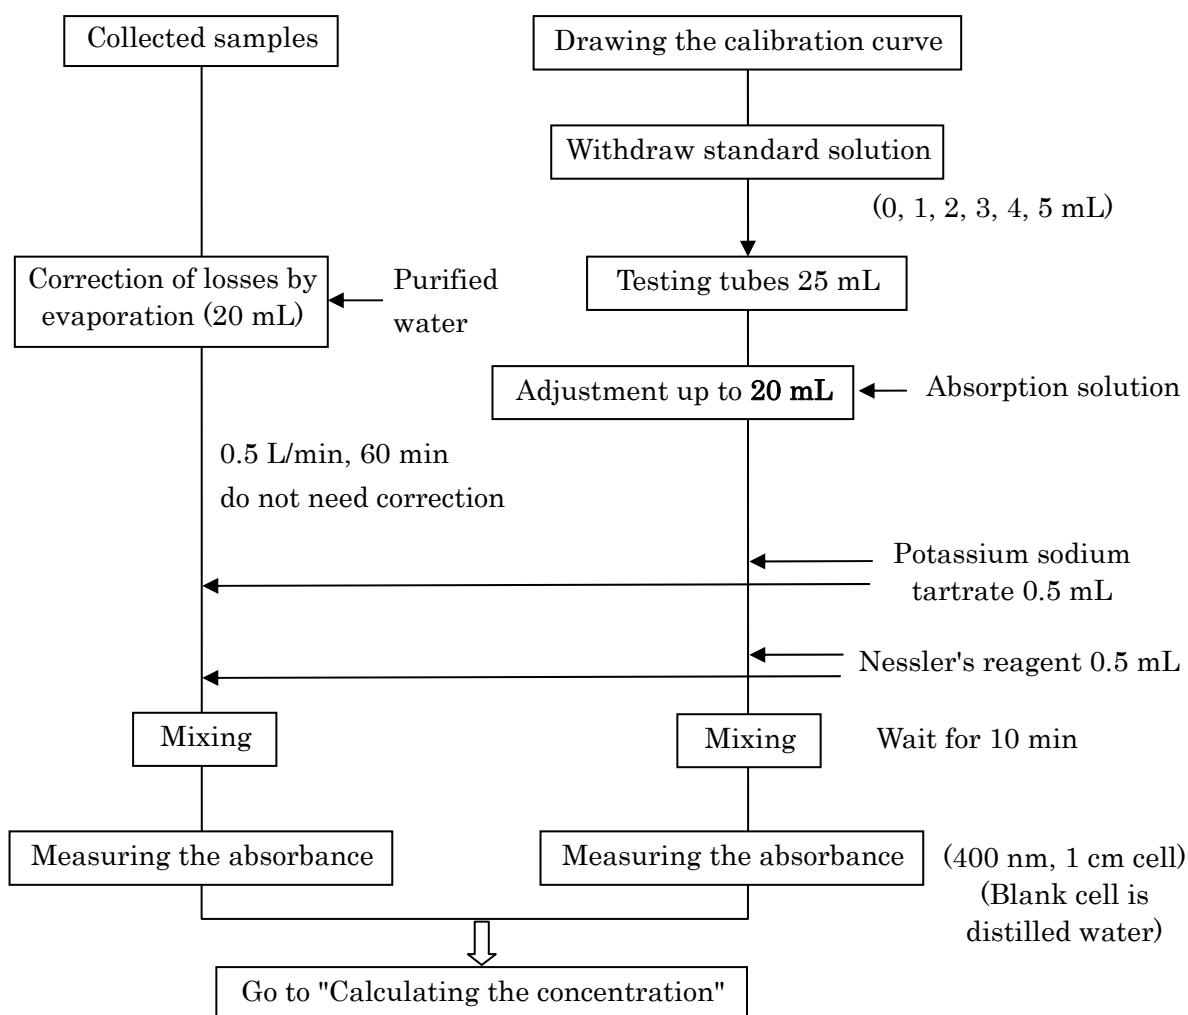 Collected samples
Drawing the calibration curve
Withdraw standard solution
(0, 1, 2, 3, 4, 5 mL)
Correction of losses by
evaporation (20 mL)
Purified
water
Testing tubes 25 mL
Adjustment up to 20 mL
Absorption solution
0.5 L/min, 60 min
do not need correction
Potassium sodium
tartrate 0.5 mL
Nessler's reagent 0.5 mL
Mixing
Mixing
Wait for 10 min
Measuring the absorbance
Measuring the absorbance
(400 nm, 1 cm cell)
(Blank cell is
distilled water)
Go to "Calculating the concentration"